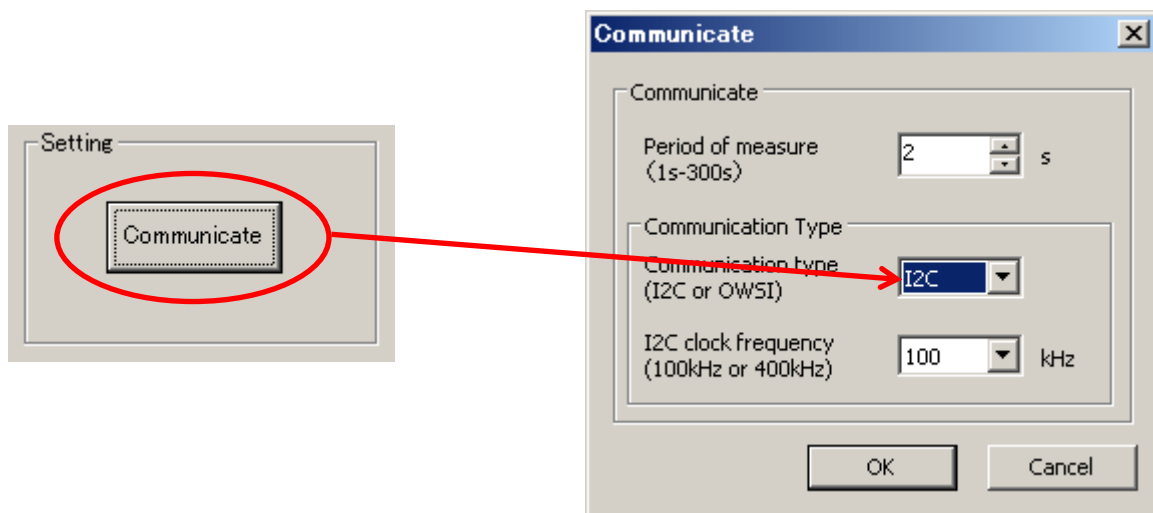 Setting
Communicate
Communicate
Communicate
Period of measure
(1s-300s)
2
s
Communication Type
Communication type
(I2C or OWSI)
I2C
I2C clock frequency
(100kHz or 400kHz)
100
kHz
OK
Cancel